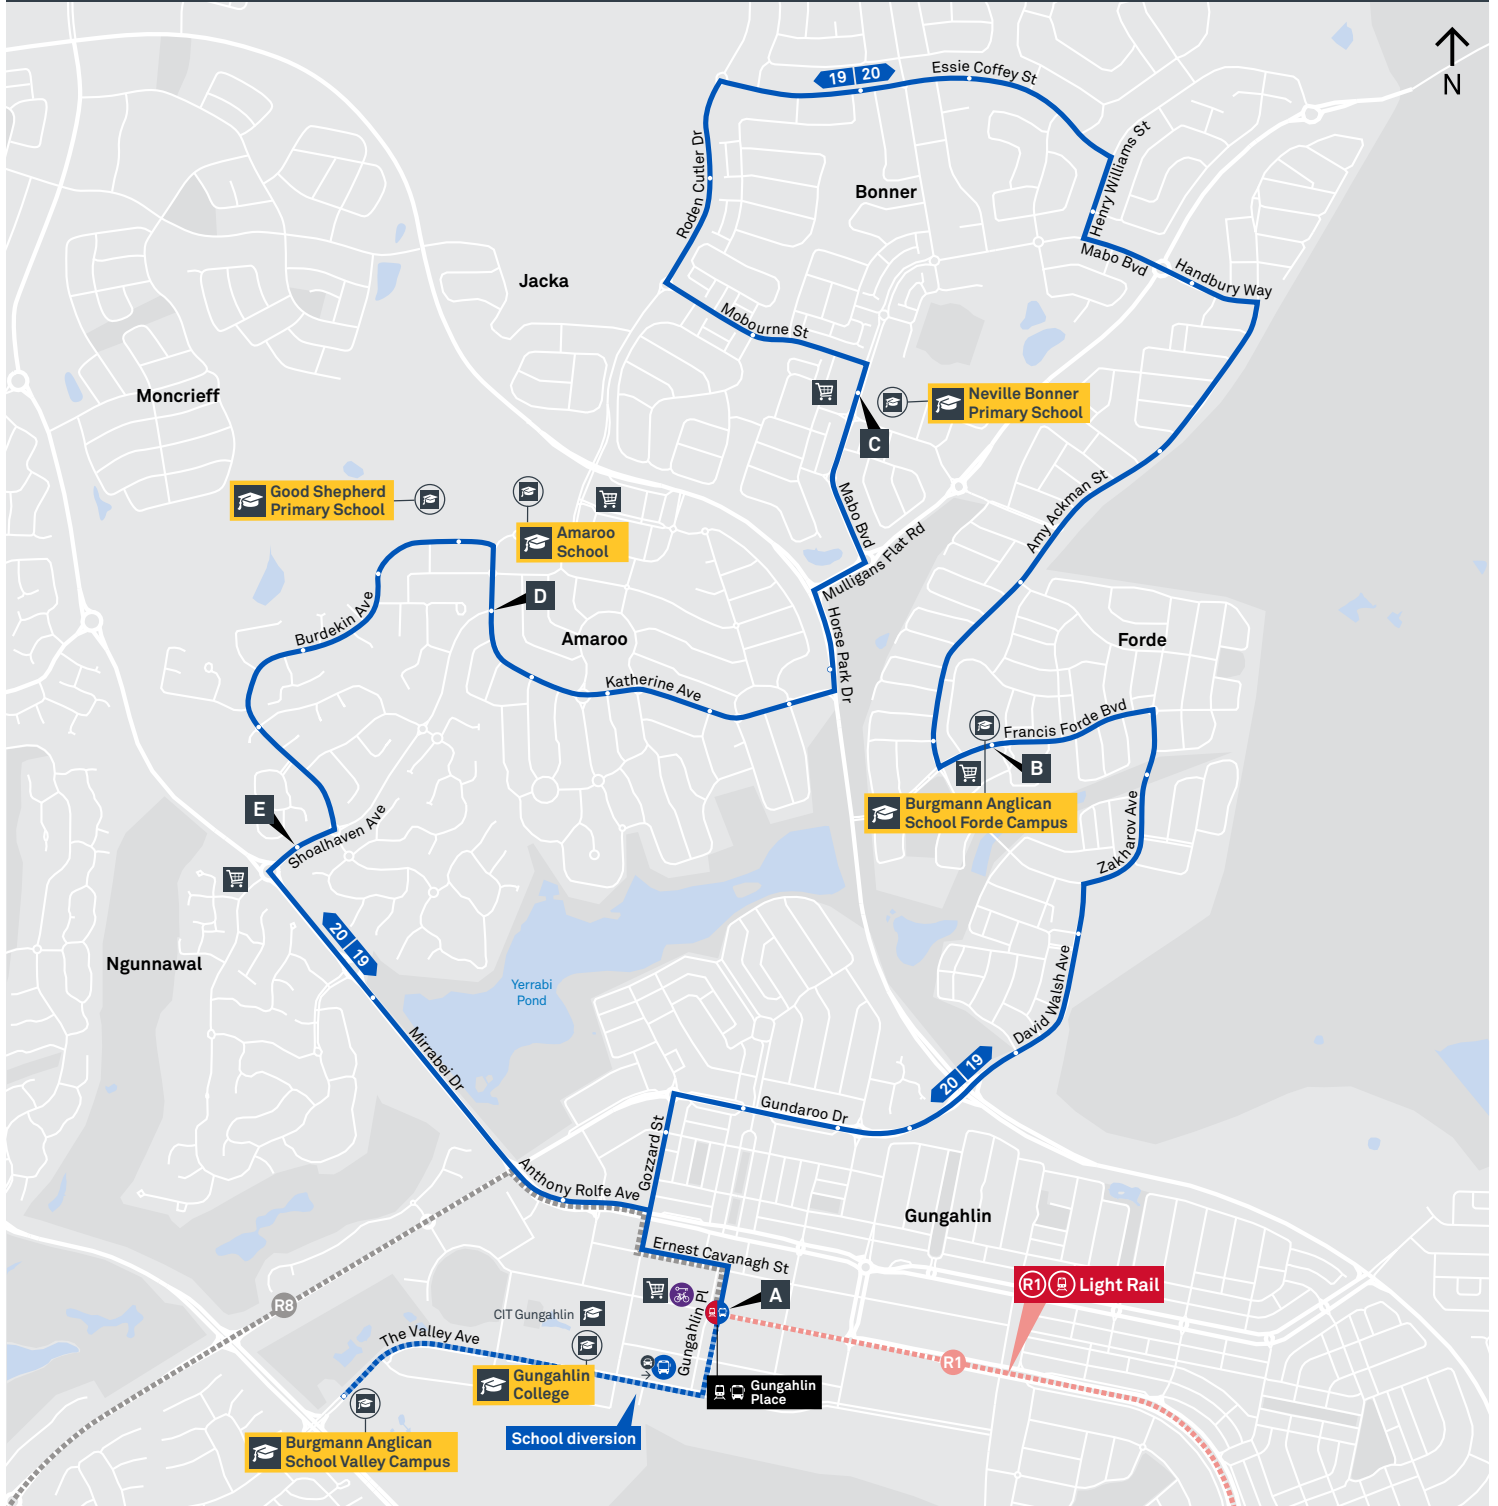 N
19 20
Essie Coffey St
Henry Williams St
Roden Cutler Dr
Bonner
Mabo Bvd
Handbury Way
Jacka
Mobourne St
Moncrieff
Neville Bonner
Primary School
C
Good Shepherd
Primary School
Amaroo
School
Mabo Bvd
Mulligans Flat Rd
Amy Ackman St
D
Burdekin Ave
Amaroo
Horse Park Dr
Forde
Katherine Ave
Francis Forde Bvd
B
E
Shoalhaven Ave
Burgmann Anglican
School Forde Campus
Zakharov Ave
20 19
Ngunnawal
Yerrabi
Pond
David Walsh Ave
Mirrabei Dr
20 19
Gundaroo Dr
Gozzard St
Anthony Rolfe Ave
Gungahlin
Ernest Cavanagh St
R1 Light Rail
A
R8
CIT Gungahlin
Gungahlin Pl
The Valley Ave
R1
Gungahlin
College
Gungahlin
Place
School diversion
Burgmann Anglican
School Valley Campus